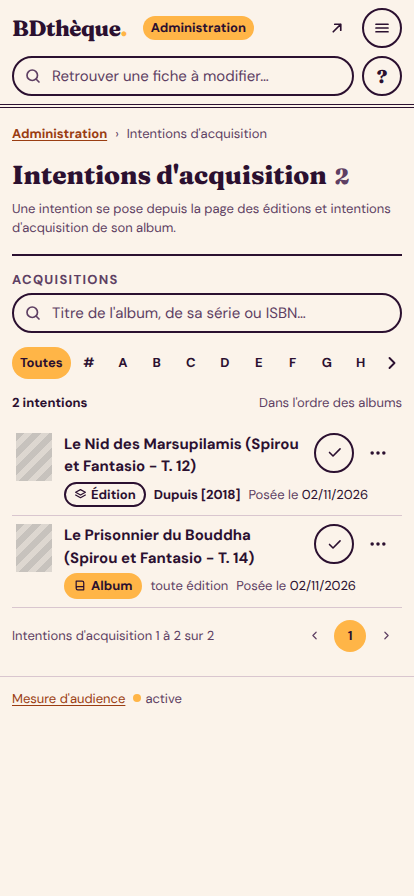 BDthèque. Administration
Retrouver une fiche à modifier... ?
Administration › Intentions d'acquisition
Intentions d'acquisition 2
Une intention se pose depuis la page des éditions et intentions
d'acquisition de son album.
ACQUISITIONS
Titre de l'album, de sa série ou ISBN...
Toutes # A B C D E F G H
2 intentions Dans l'ordre des albums
Le Nid des Marsupilamis (Spirou
et Fantasio - T. 12)
Édition Dupuis [2018] Posée le 02/11/2026
Le Prisonnier du Bouddha
(Spirou et Fantasio - T. 14)
Album toute édition Posée le 02/11/2026
Intentions d'acquisition 1 à 2 sur 2 ‹ 1 ›
Mesure d'audience active